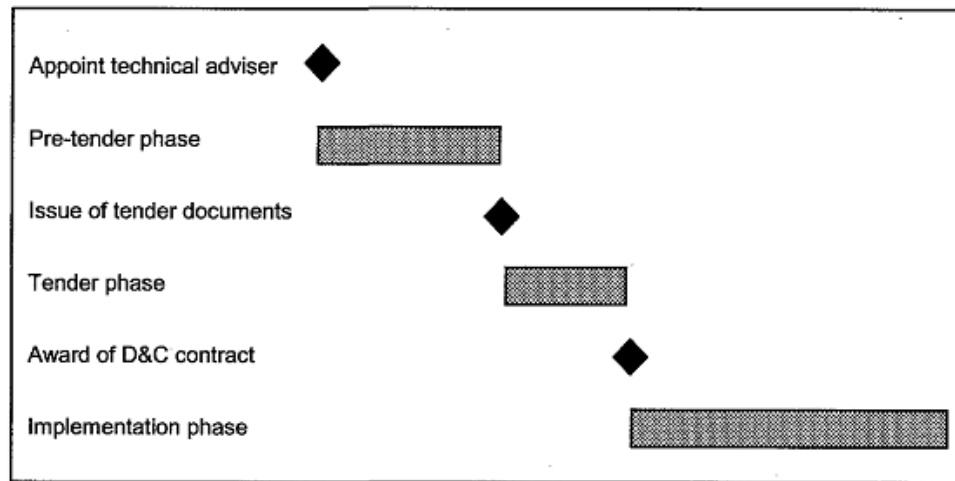 Appoint technical adviser
Pre-tender phase
Issue of tender documents
Tender phase
Award of D&C contract
Implementation phase